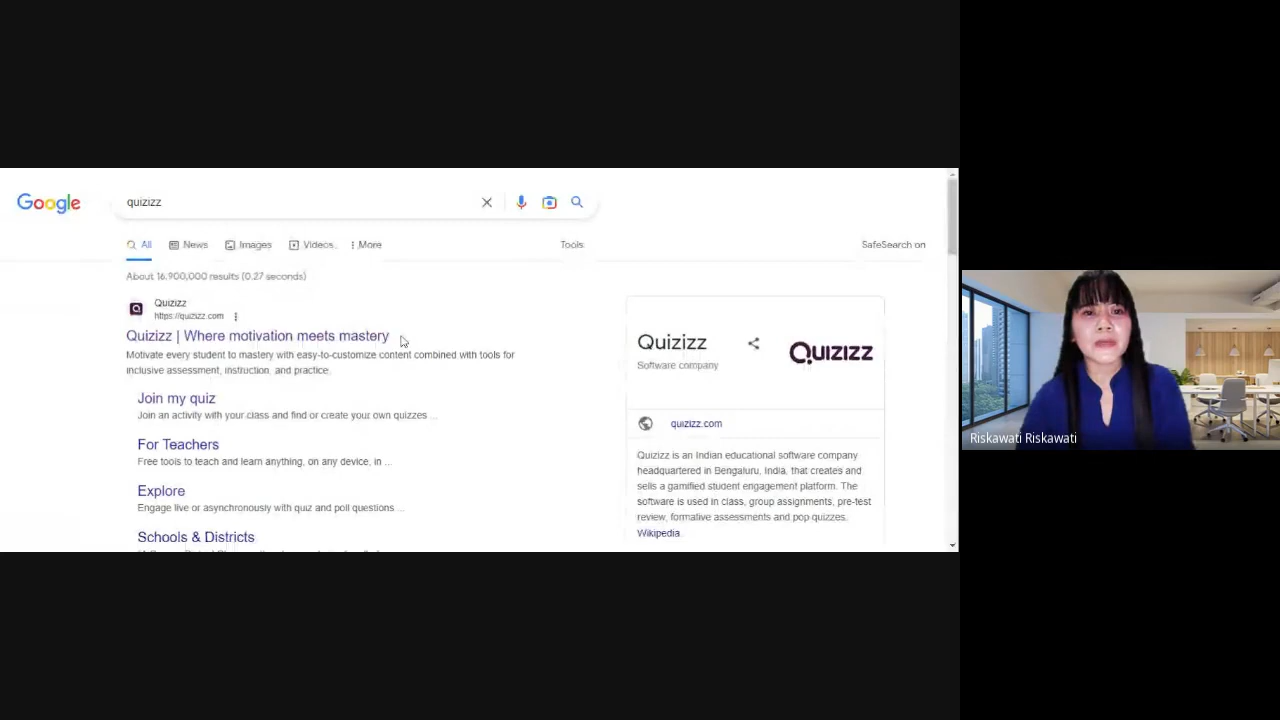 Google
quizizz
All
News
Images
Videos
More
Tools
SafeSearch on
About 16,900,000 results (0.27 seconds)
Quizizz
https://quizizz.com
Quizizz | Where motivation meets mastery
Motivate every student to mastery with easy-to-customize content combined with tools for
inclusive assessment, instruction, and practice.
Join my quiz
Join an activity with your class and find or create your own quizzes ...
For Teachers
Free tools to teach and learn anything, on any device, in ...
Explore
Engage live or asynchronously with quiz and poll questions ...
Schools & Districts
Quizizz
Software company
QUIZIZZ
quizizz.com
Quizizz is an Indian educational software company
headquartered in Bengaluru, India, that creates and
sells a gamified student engagement platform. The
software is used in class, group assignments, pre-test
review, formative assessments and pop quizzes.
Wikipedia
Riskawati Riskawati